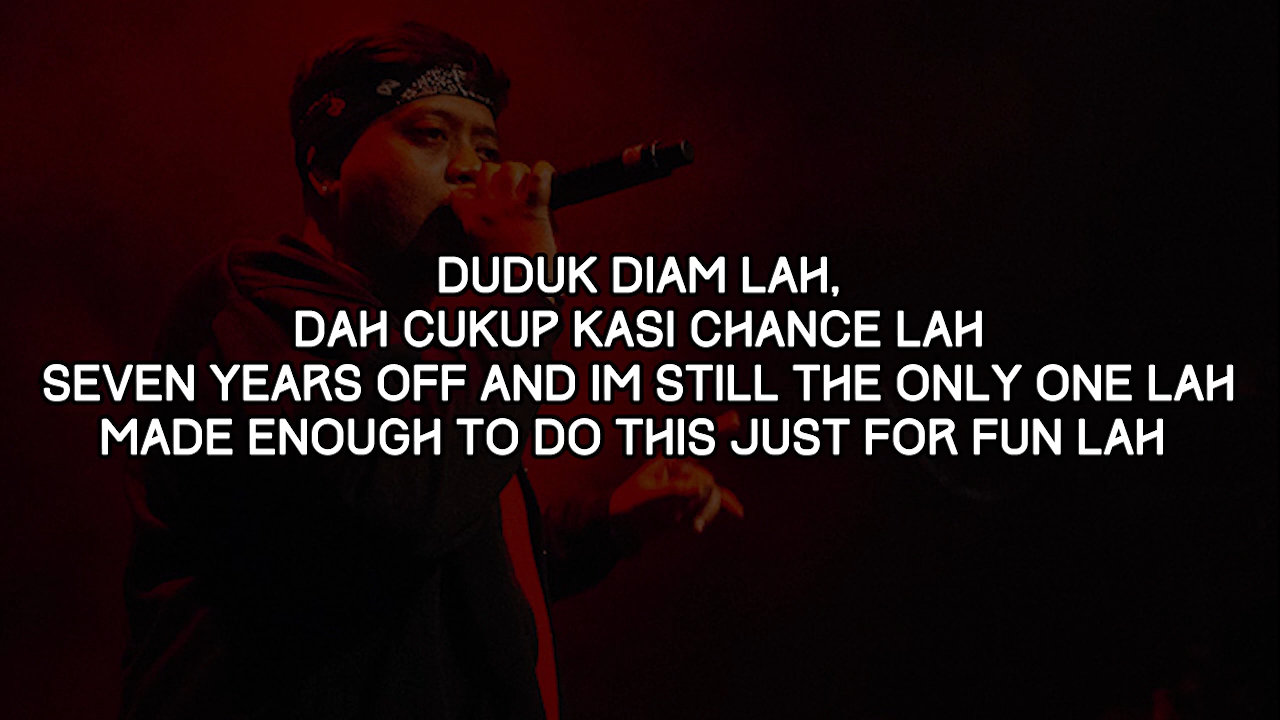 DUDUK DIAM LAH,
DAH CUKUP KASI CHANCE LAH
SEVEN YEARS OFF AND IM STILL THE ONLY ONE LAH
MADE ENOUGH TO DO THIS JUST FOR FUN LAH